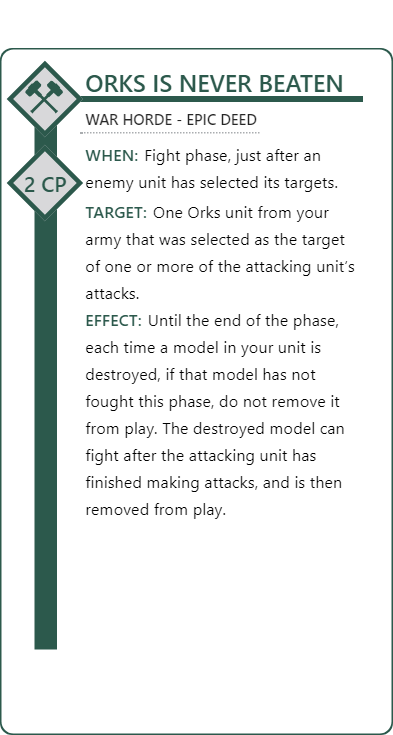 ORKS IS NEVER BEATEN
WAR HORDE - EPIC DEED
2 CP
WHEN: Fight phase, just after an
enemy unit has selected its targets.
TARGET: One Orks unit from your
army that was selected as the target
of one or more of the attacking unit’s
attacks.
EFFECT: Until the end of the phase,
each time a model in your unit is
destroyed, if that model has not
fought this phase, do not remove it
from play. The destroyed model can
fight after the attacking unit has
finished making attacks, and is then
removed from play.